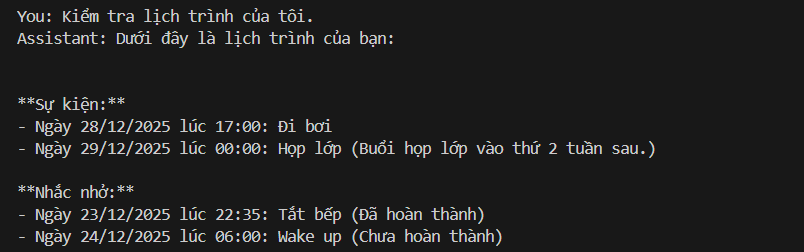 You: Kiểm tra lịch trình của tôi.
Assistant: Dưới đây là lịch trình của bạn:
**Sự kiện:**
- Ngày 28/12/2025 lúc 17:00: Đi bơi
- Ngày 29/12/2025 lúc 00:00: Họp lớp (Buổi họp lớp vào thứ 2 tuần sau.)
**Nhắc nhở:**
- Ngày 23/12/2025 lúc 22:35: Tắt bếp (Đã hoàn thành)
- Ngày 24/12/2025 lúc 06:00: Wake up (Chưa hoàn thành)